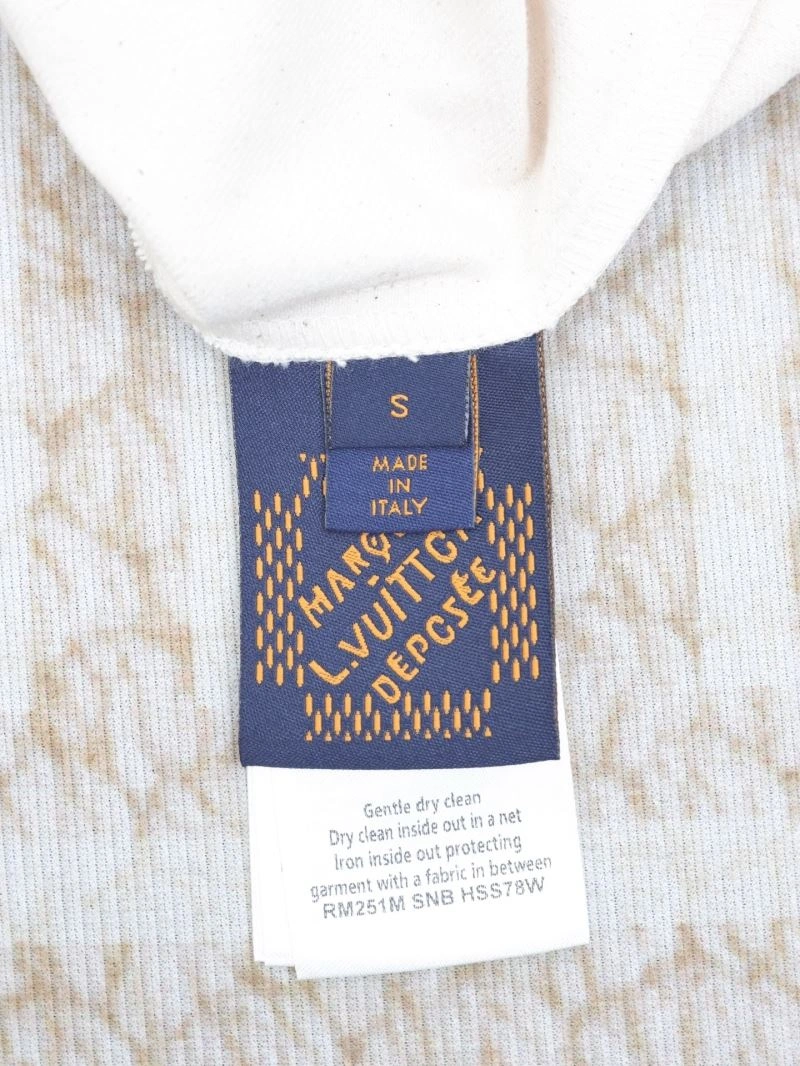 S
MADE
IN
ITALY
L.VUITTON
DEPOSÉE
Gentle dry clean
Dry clean inside out in a net
Iron inside out protecting
garment with a fabric in between
RM251M SNB HSS78W